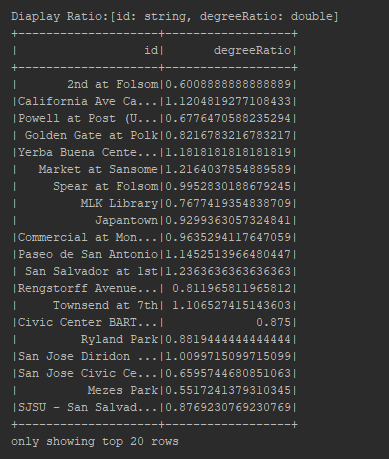 Diaplay Ratio:[id: string, degreeRatio: double]
+--------------------+------------------+
|                  id|       degreeRatio|
+--------------------+------------------+
|       2nd at Folsom|0.6008888888888889|
|California Ave Ca...|1.1204819277108433|
|Powell at Post (U...|0.6776470588235294|
| Golden Gate at Polk|0.8216783216783217|
|Yerba Buena Cente...|1.1818181818181819|
|   Market at Sansome|1.2164037854889589|
|     Spear at Folsom|0.9952830188679245|
|         MLK Library|0.7677419354838709|
|           Japantown|0.9299363057324841|
|Commercial at Mon...|0.9635294117647059|
|Paseo de San Antonio|1.1452513966480447|
| San Salvador at 1st|1.2363636363636363|
|Rengstorff Avenue...| 0.811965811965812|
|     Townsend at 7th| 1.106527415143603|
|Civic Center BART...|             0.875|
|         Ryland Park|0.8819444444444444|
|San Jose Diridon ...|1.0099715099715099|
|San Jose Civic Ce...|0.6595744680851063|
|          Mezes Park|0.5517241379310345|
|SJSU - San Salvad...|0.8769230769230769|
+--------------------+------------------+
only showing top 20 rows